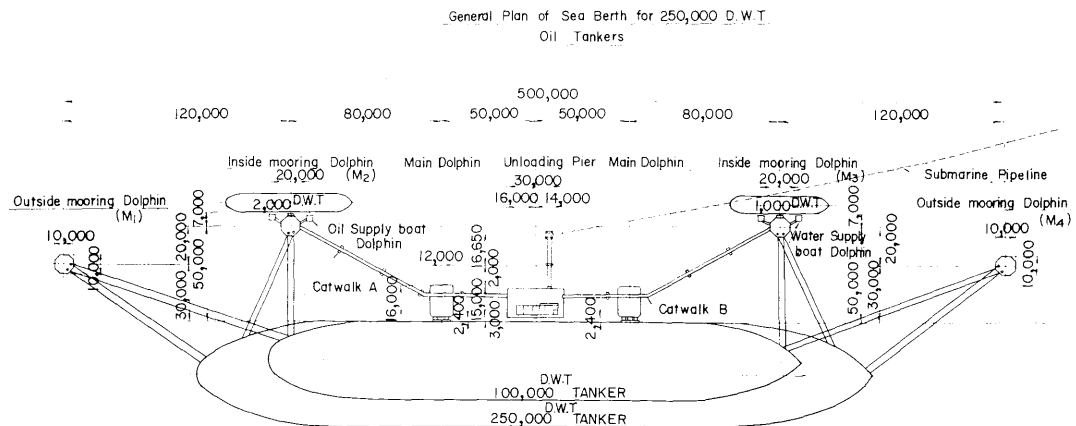 General Plan of Sea Berth for 250,000 D.W.T
Oil Tankers
500,000
120,000 80,000 50,000 50,000 80,000 120,000
Inside mooring Dolphin (M2) Main Dolphin Unloading Pier Main Dolphin Inside mooring Dolphin (M3)
20,000 30,000 20,000
Submarine Pipeline
16,000 14,000
Outside mooring Dolphin (M1)
2,000 D.W.T
1,000 D.W.T
Outside mooring Dolphin (M4)
7,000
7,000
Oil Supply boat Dolphin
Water Supply boat Dolphin
10,000
10,000
20,000
50,000
30,000
10,000
12,000
16,650
2,000
20,000
50,000
30,000
10,000
Catwalk A
16,000
2,400
15,000
3,000
2,400
Catwalk B
D.W.T
100,000 TANKER
D.W.T
250,000 TANKER